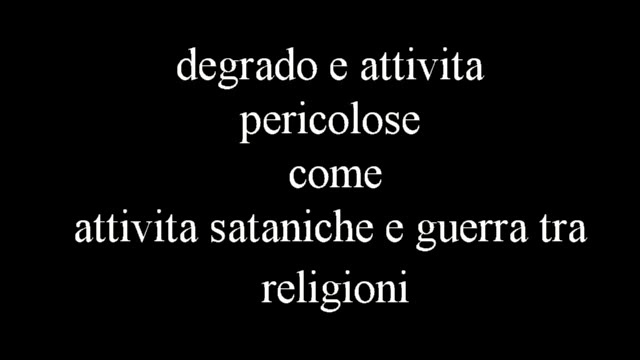 degrado e attivita
pericolose
come
attivita sataniche e guerra tra
religioni